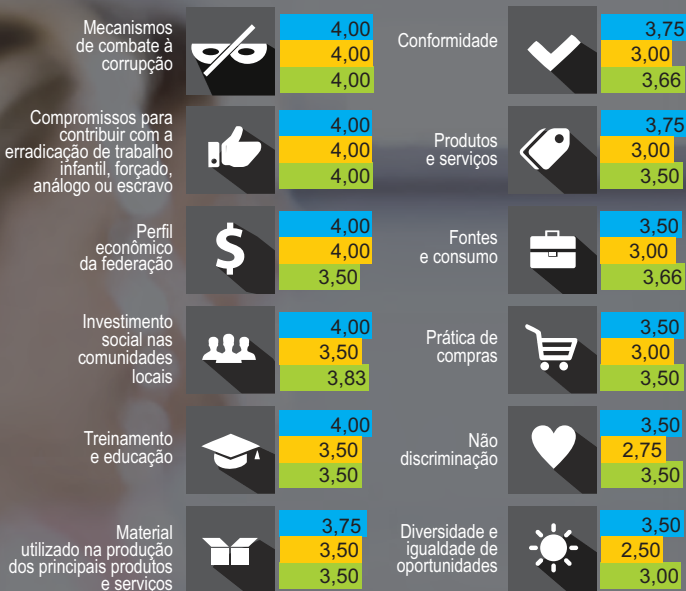 Mecanismos
de combate à
corrupção
4,00
4,00
4,00
Compromissos para
contribuir com a
erradicação de trabalho
infantil, forçado,
análogo ou escravo
4,00
4,00
4,00
Perfil
econômico
da federação
4,00
4,00
3,50
Investimento
social nas
comunidades
locais
4,00
3,50
3,83
Treinamento
e educação
4,00
3,50
3,50
Material
utilizado na produção
dos principais produtos
e serviços
3,75
3,50
3,50
Conformidade
3,75
3,00
3,66
Produtos
e serviços
3,75
3,00
3,50
Fontes
e consumo
3,50
3,00
3,66
Prática de
compras
3,50
3,00
3,50
Não
discriminação
3,50
2,75
3,50
Diversidade e
igualdade de
oportunidades
3,50
2,50
3,00